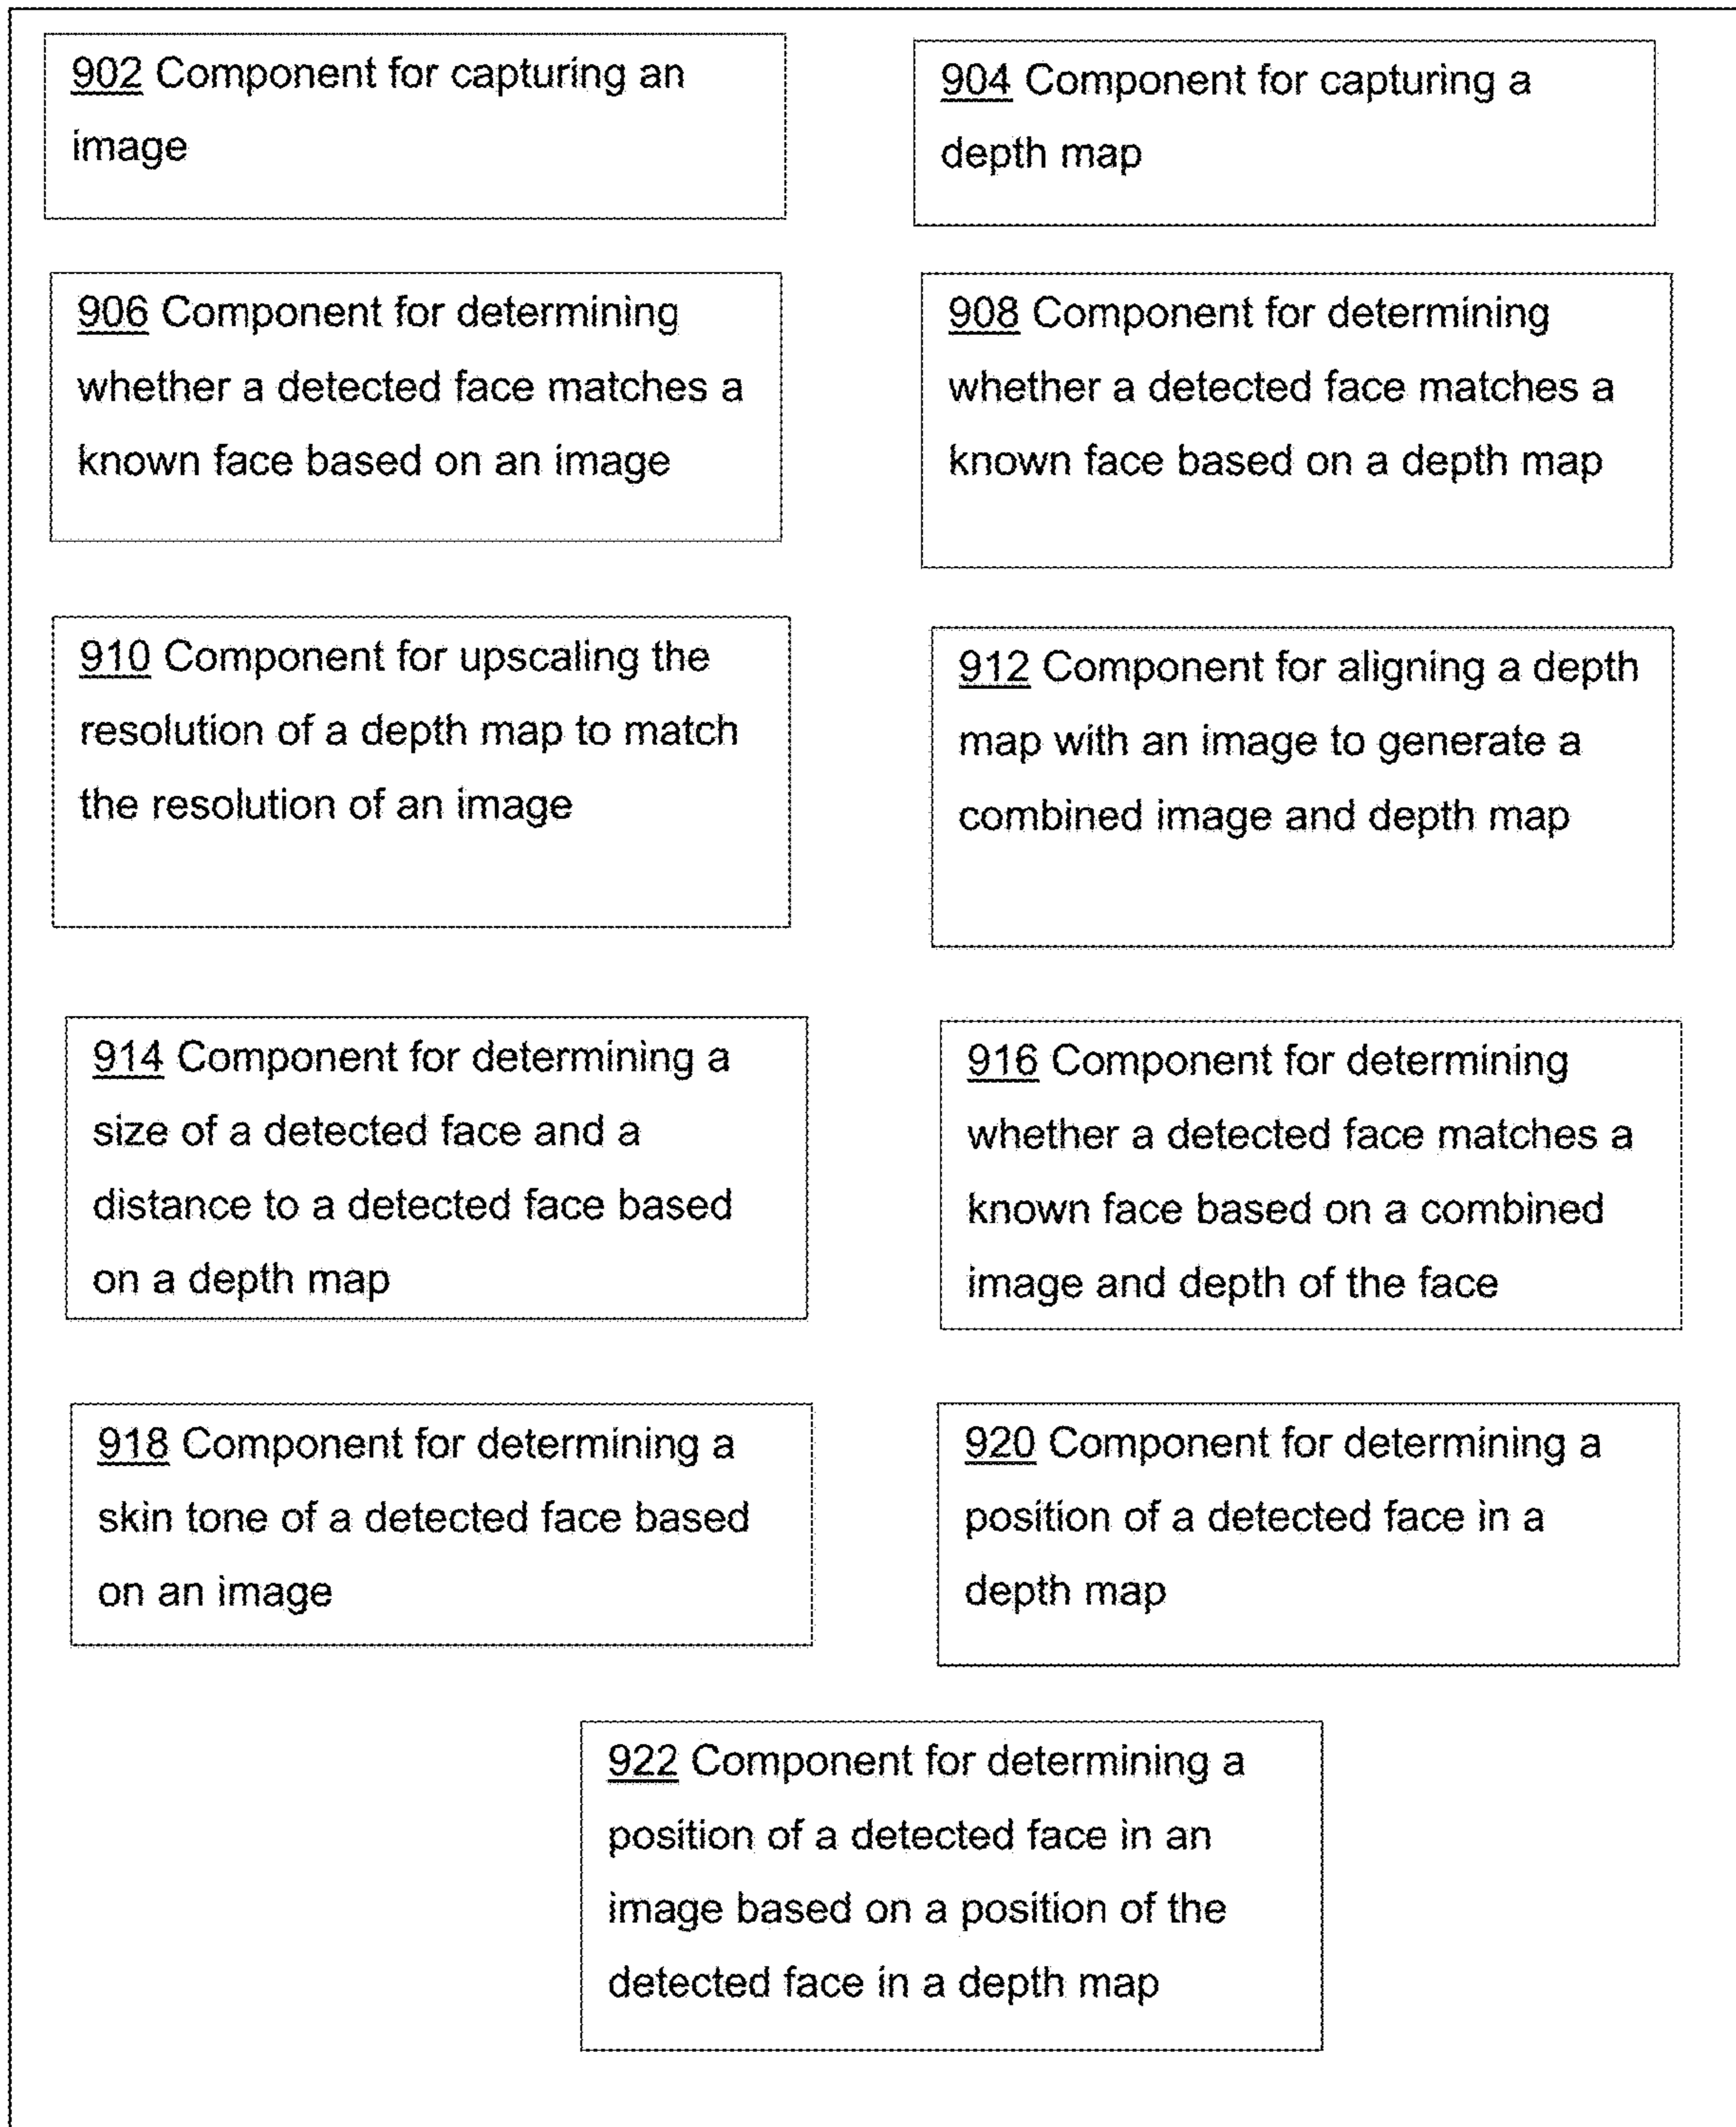 902 Component for capturing an
image
904 Component for capturing a
depth map
906 Component for determining
whether a detected face matches a
known face based on an image
908 Component for determining
whether a detected face matches a
known face based on a depth map
910 Component for upscaling the
resolution of a depth map to match
the resolution of an image
912 Component for aligning a depth
map with an image to generate a
combined image and depth map
914 Component for determining a
size of a detected face and a
distance to a detected face based
on a depth map
916 Component for determining
whether a detected face matches a
known face based on a combined
image and depth of the face
918 Component for determining a
skin tone of a detected face based
on an image
920 Component for determining a
position of a detected face in a
depth map
922 Component for determining a
position of a detected face in an
image based on a position of the
detected face in a depth map